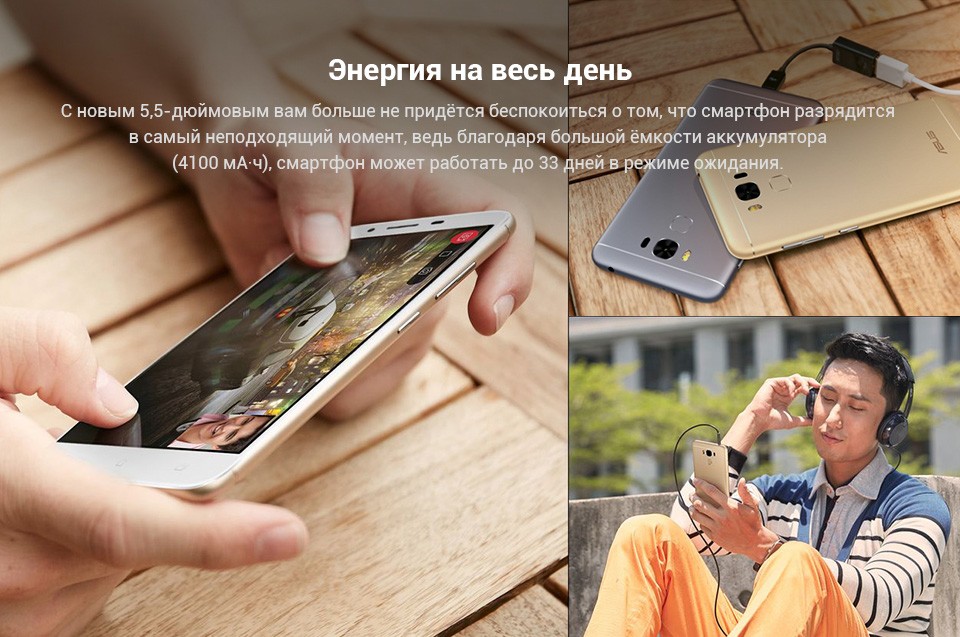 Энергия на весь день
С новым 5,5-дюймовым вам больше не придётся беспокоиться о том, что смартфон разрядится
в самый неподходящий момент, ведь благодаря большой ёмкости аккумулятора
(4100 мА·ч), смартфон может работать до 33 дней в режиме ожидания.
ASUS